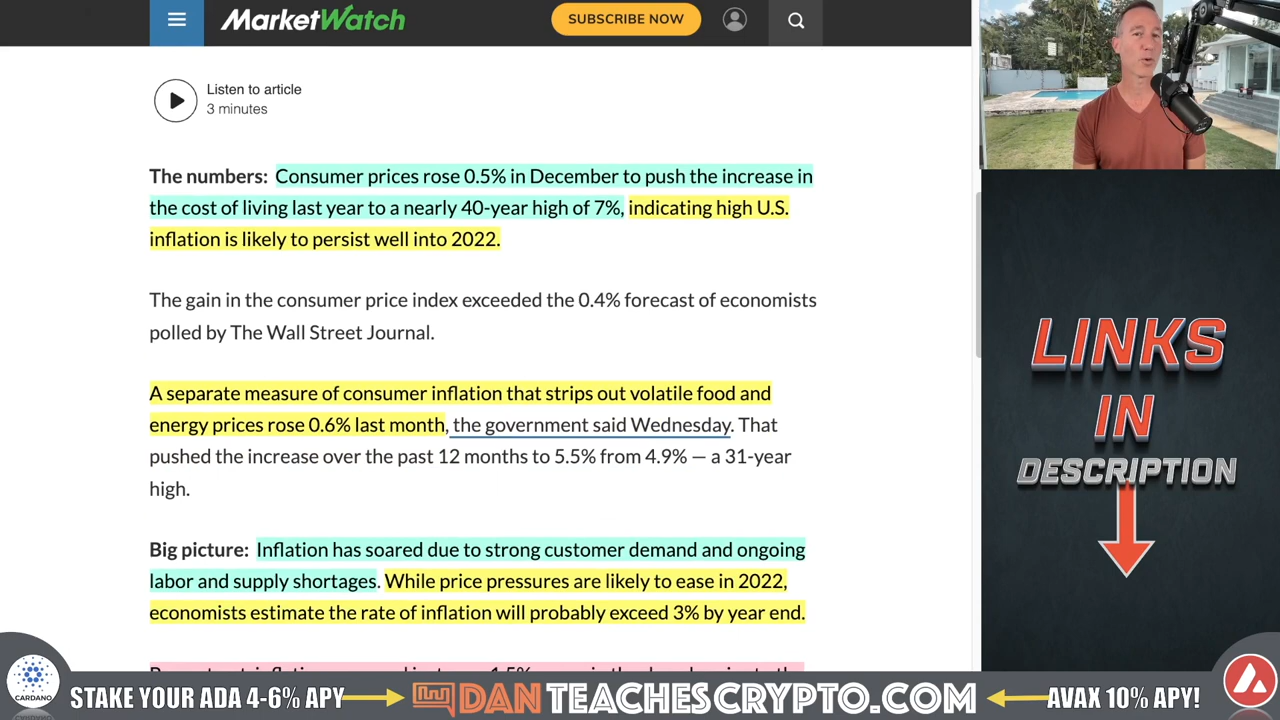 MarketWatch
SUBSCRIBE NOW
Listen to article
3 minutes
The numbers: Consumer prices rose 0.5% in December to push the increase in
the cost of living last year to a nearly 40-year high of 7%, indicating high U.S.
inflation is likely to persist well into 2022.
The gain in the consumer price index exceeded the 0.4% forecast of economists
polled by The Wall Street Journal.
A separate measure of consumer inflation that strips out volatile food and
energy prices rose 0.6% last month, the government said Wednesday. That
pushed the increase over the past 12 months to 5.5% from 4.9% — a 31-year
high.
Big picture: Inflation has soared due to strong customer demand and ongoing
labor and supply shortages. While price pressures are likely to ease in 2022,
economists estimate the rate of inflation will probably exceed 3% by year end.
LINKS
IN
DESCRIPTION
CARDANO
STAKE YOUR ADA 4-6% APY
DANTEACHESCRYPTO.COM
AVAX 10% APY!